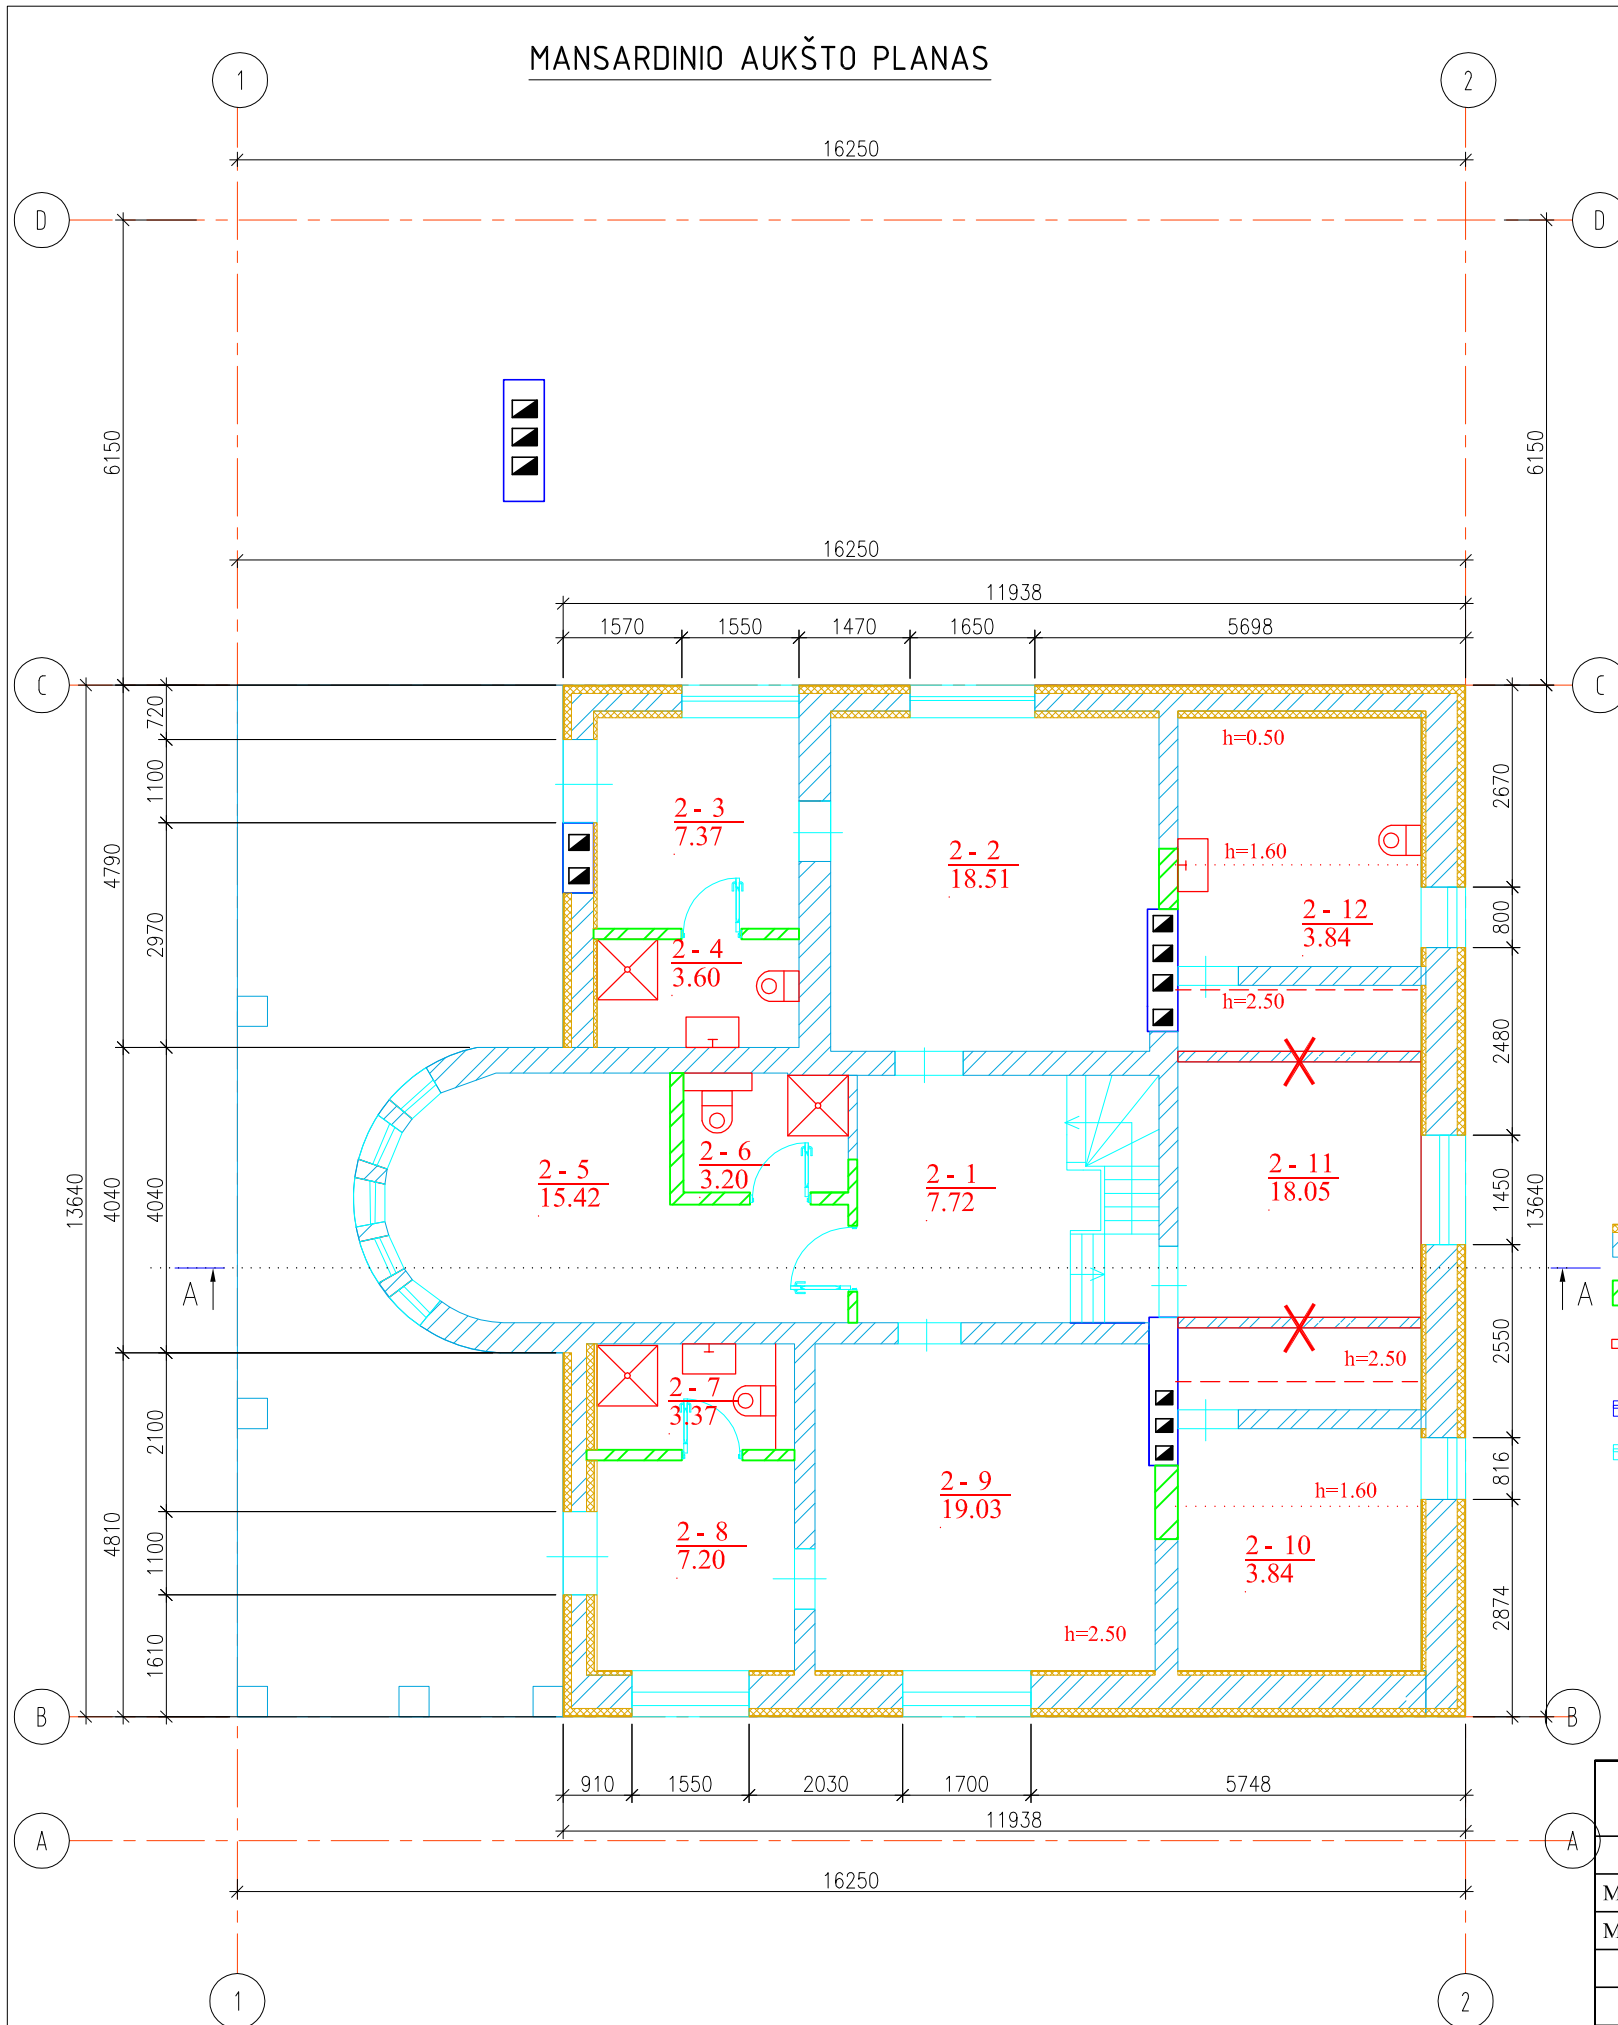 MANSARDINIO AUKŠTO PLANAS
1
2
16250
D
D
6150
6150
16250
11938
1570
1550
1470
1650
5698
C
C
720
1100
2970
4790
4040
4040
13640
2100
1100
1610
4810
2670
800
2480
1450
13640
2550
816
2874
h=0.50
2 - 3
7.37
2 - 2
18.51
h=1.60
2 - 12
3.84
2 - 4
3.60
h=2.50
2 - 6
3.20
2 - 5
15.42
2 - 1
7.72
2 - 11
18.05
A
A
h=2.50
2 - 7
3.37
2 - 9
19.03
h=1.60
2 - 8
7.20
2 - 10
3.84
h=2.50
B
B
910
1550
2030
1700
5748
11938
A
A
16250
M
M
1
2